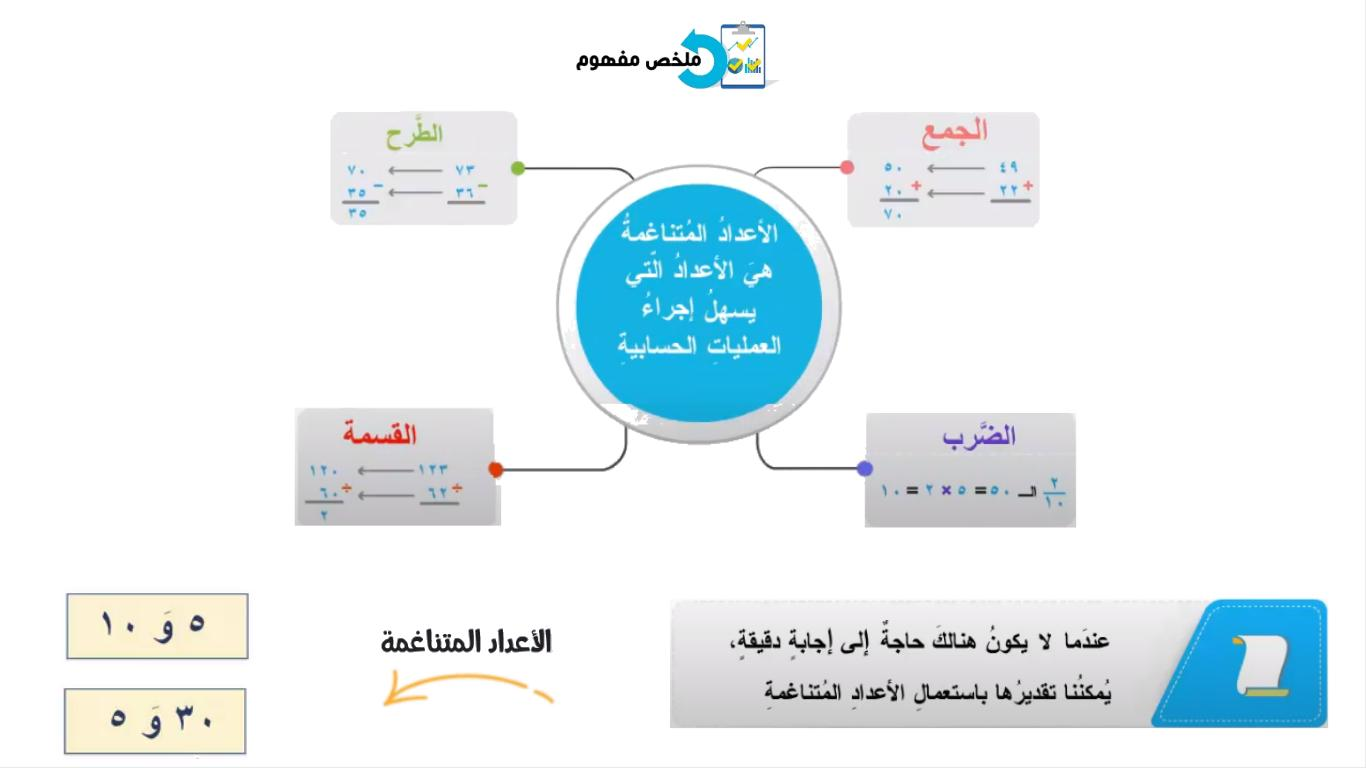 ملخص مفهوم
الجمع
٤٩ ← ٥٠
+ ٢٢ ← + ٢٠
٧٠
الطَّرح
٧٣ ← ٧٠
− ٣٦ ← − ٣٥
٣٥
الأعدادُ المُتناغمةُ
هيَ الأعدادُ الّتي
يسهلُ إجراءُ
العملياتِ الحسابيةِ
الضَّرب
٢/١٠ الـ ٥٠ = ٥ × ٢ = ١٠
القسمة
١٢٣ ← ١٢٠
÷ ٦٢ ← ÷ ٦٠
٢
عندَما لا يكونُ هنالكَ حاجةٌ إلى إجابةٍ دقيقةٍ،
يُمكنُنا تقديرُها باستعمالِ الأعدادِ المُتناغمةِ
الأعداد المتناغمة
٥ وَ ١٠
٣٠ وَ ٥